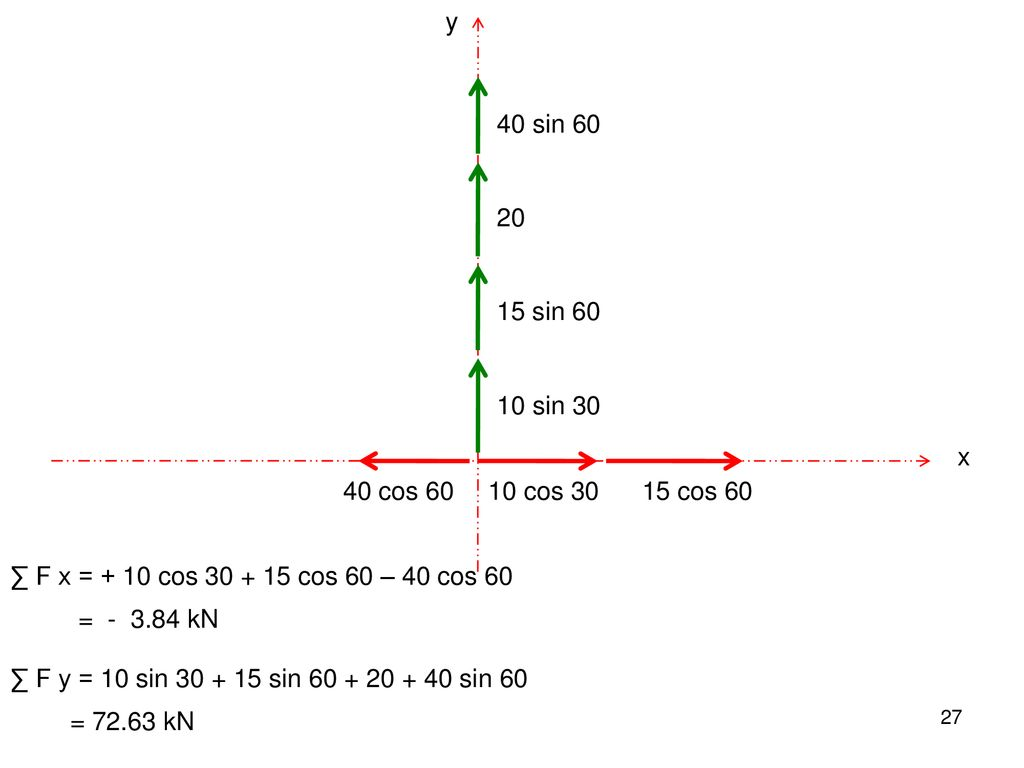 y
40 sin 60
20
15 sin 60
10 sin 30
x
40 cos 60 10 cos 30 15 cos 60
∑ F x = + 10 cos 30 + 15 cos 60 – 40 cos 60
= - 3.84 kN
∑ F y = 10 sin 30 + 15 sin 60 + 20 + 40 sin 60
= 72.63 kN
27